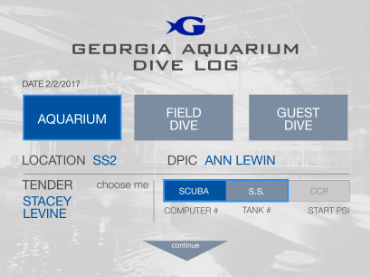 G
GEORGIA AQUARIUM
DIVE LOG
DATE 2/2/2017
AQUARIUM
FIELD
DIVE
GUEST
DIVE
LOCATION SS2 DPIC ANN LEWIN
TENDER choose me
STACEY
LEVINE
SCUBA S.S. CCR
COMPUTER # TANK # START PSI
continue